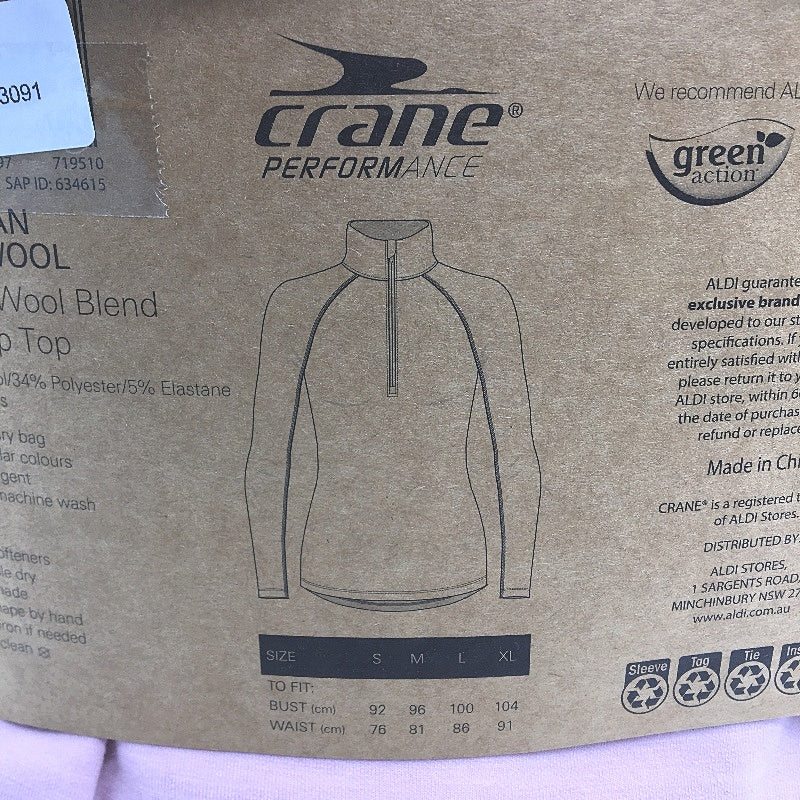 3091
97 719510
SAP ID: 634615
AN
WOOL
Wool Blend
p Top
ol/34% Polyester/5% Elastane
s
ry bag
lar colours
gent
machine wash
ofteners
le dry
hade
hape by hand
iron if needed
clean
crane®
PERFORMANCE
SIZE S M L XL
TO FIT:
BUST (cm) 92 96 100 104
WAIST (cm) 76 81 86 91
We recommend AL
green
action
ALDI guarante
exclusive brand
developed to our st
specifications. If
entirely satisfied with
please return it to y
ALDI store, within 6
the date of purchas
refund or replace
Made in Chi
CRANE® is a registered t
of ALDI Stores.
DISTRIBUTED BY:
ALDI STORES,
1 SARGENTS ROAD,
MINCHINBURY NSW 27
www.aldi.com.au
Sleeve Tag Tie Ins